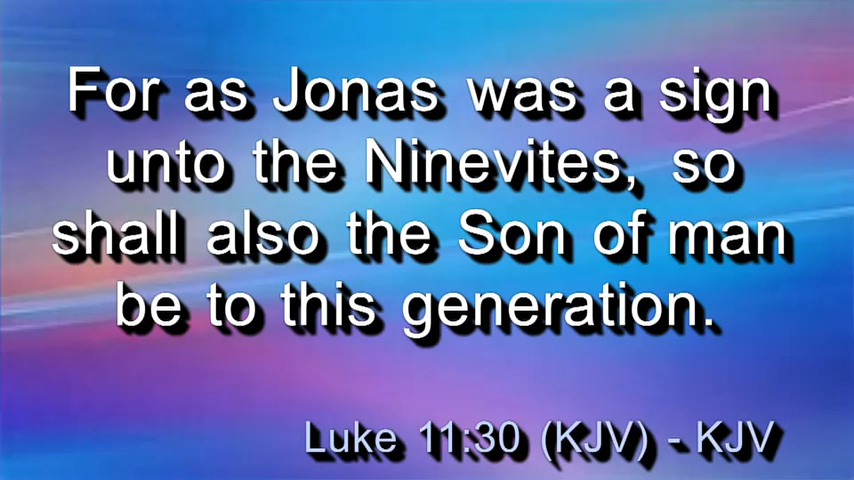 For as Jonas was a sign
unto the Ninevites, so
shall also the Son of man
be to this generation.
Luke 11:30 (KJV) - KJV